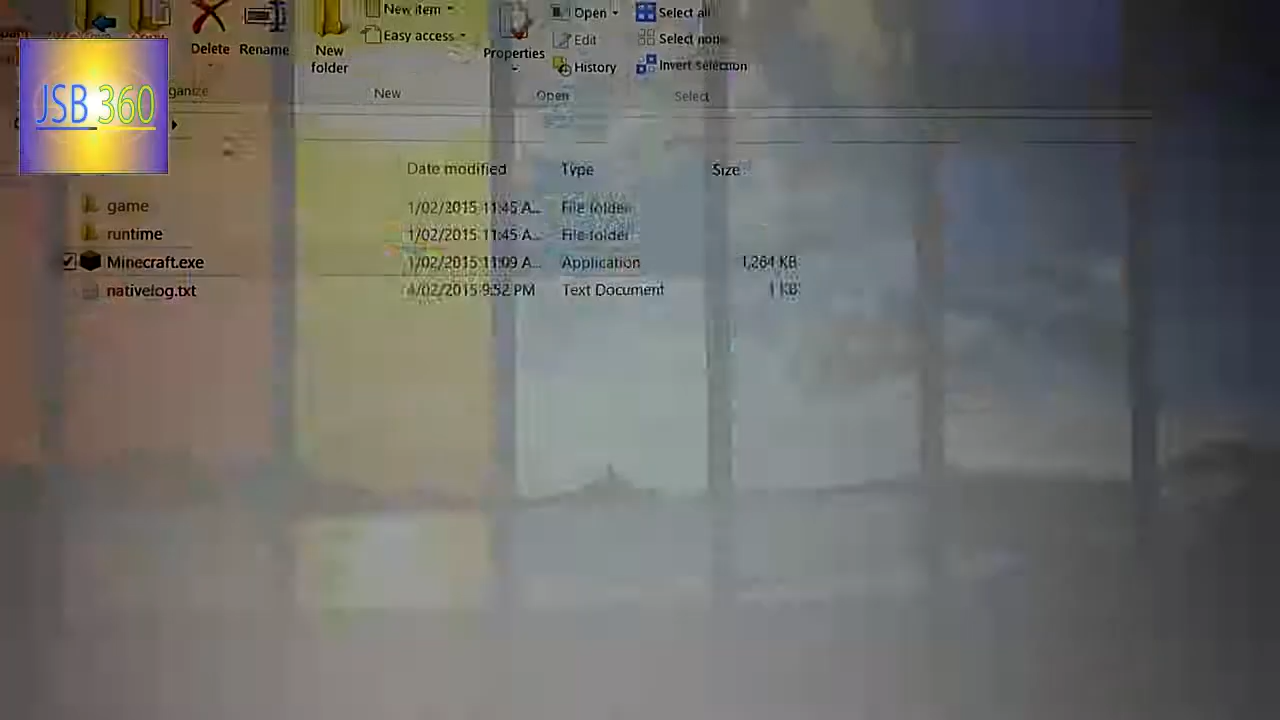 New item
Open
Select all
Delete
Rename
New folder
Easy access
Properties
Edit
Select none
History
Invert selection
New
Open
Select
JSB 360
Date modified Type Size
game 1/02/2015 11:45 A... File folder
runtime 1/02/2015 11:45 A... File folder
Minecraft.exe 1/02/2015 11:09 A... Application 1,264 KB
nativelog.txt 4/02/2015 9:52 PM Text Document 1 KB